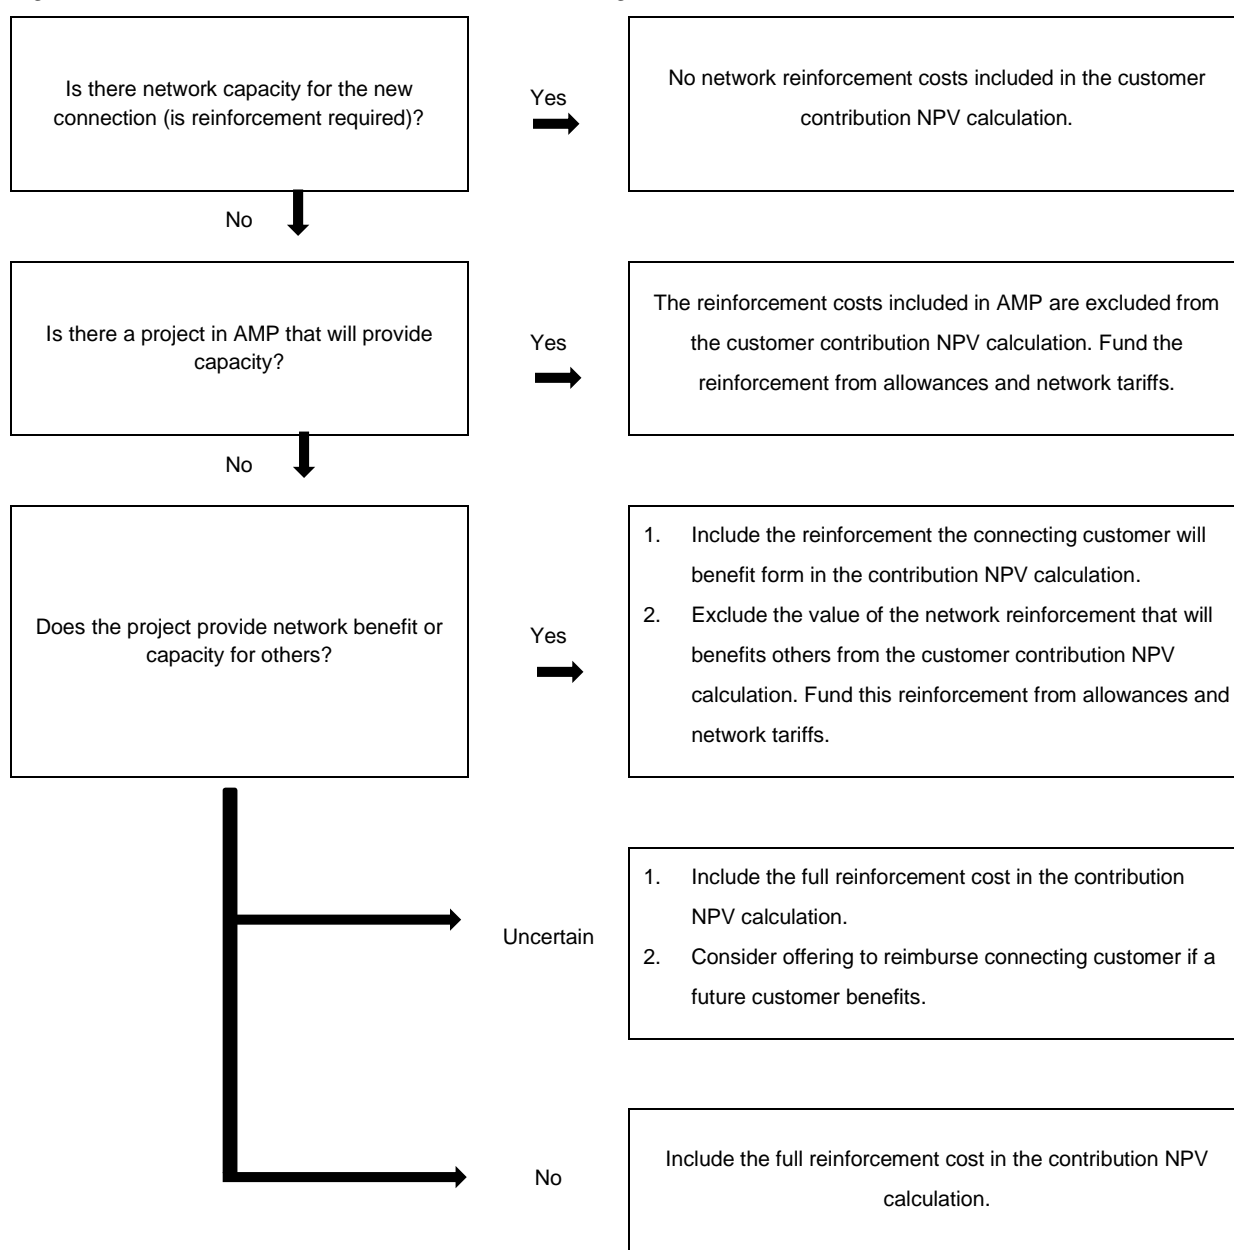 Is there network capacity for the new
connection (is reinforcement required)?
Yes
No network reinforcement costs included in the customer
contribution NPV calculation.
No
Is there a project in AMP that will provide
capacity?
Yes
The reinforcement costs included in AMP are excluded from
the customer contribution NPV calculation. Fund the
reinforcement from allowances and network tariffs.
No
Does the project provide network benefit or
capacity for others?
Yes
1. Include the reinforcement the connecting customer will
benefit form in the contribution NPV calculation.
2. Exclude the value of the network reinforcement that will
benefits others from the customer contribution NPV
calculation. Fund this reinforcement from allowances and
network tariffs.
Uncertain
1. Include the full reinforcement cost in the contribution
NPV calculation.
2. Consider offering to reimburse connecting customer if a
future customer benefits.
No
Include the full reinforcement cost in the contribution NPV
calculation.